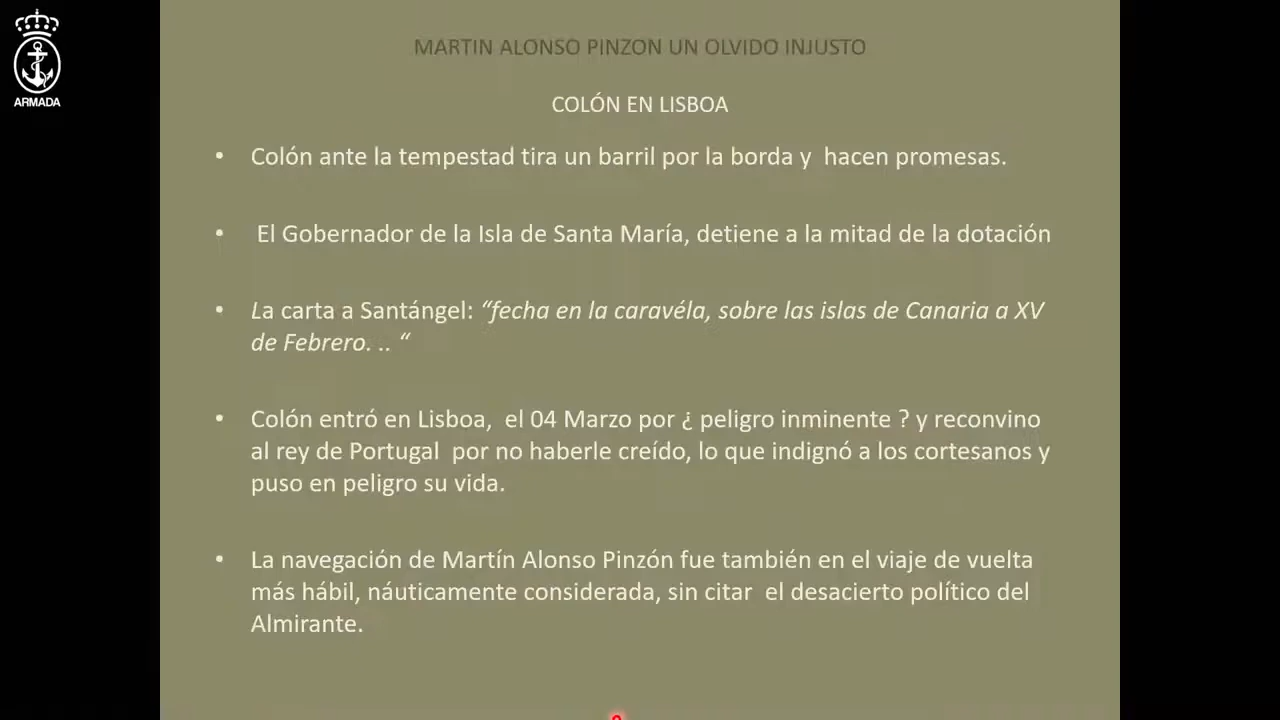 ARMADA
MARTIN ALONSO PINZON UN OLVIDO INJUSTO
COLÓN EN LISBOA
• Colón ante la tempestad tira un barril por la borda y  hacen promesas.
• El Gobernador de la Isla de Santa María, detiene a la mitad de la dotación
• La carta a Santángel: “fecha en la caravéla, sobre las islas de Canaria a XV
de Febrero. .. “
• Colón entró en Lisboa,  el 04 Marzo por ¿ peligro inminente ? y reconvino
al rey de Portugal  por no haberle creído, lo que indignó a los cortesanos y
puso en peligro su vida.
• La navegación de Martín Alonso Pinzón fue también en el viaje de vuelta
más hábil, náuticamente considerada, sin citar  el desacierto político del
Almirante.